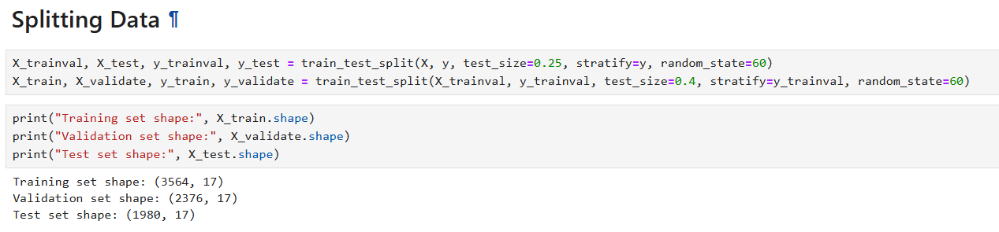 Splitting Data ¶
X_trainval, X_test, y_trainval, y_test = train_test_split(X, y, test_size=0.25, stratify=y, random_state=60)
X_train, X_validate, y_train, y_validate = train_test_split(X_trainval, y_trainval, test_size=0.4, stratify=y_trainval, random_state=60)
print("Training set shape:", X_train.shape)
print("Validation set shape:", X_validate.shape)
print("Test set shape:", X_test.shape)
Training set shape: (3564, 17)
Validation set shape: (2376, 17)
Test set shape: (1980, 17)